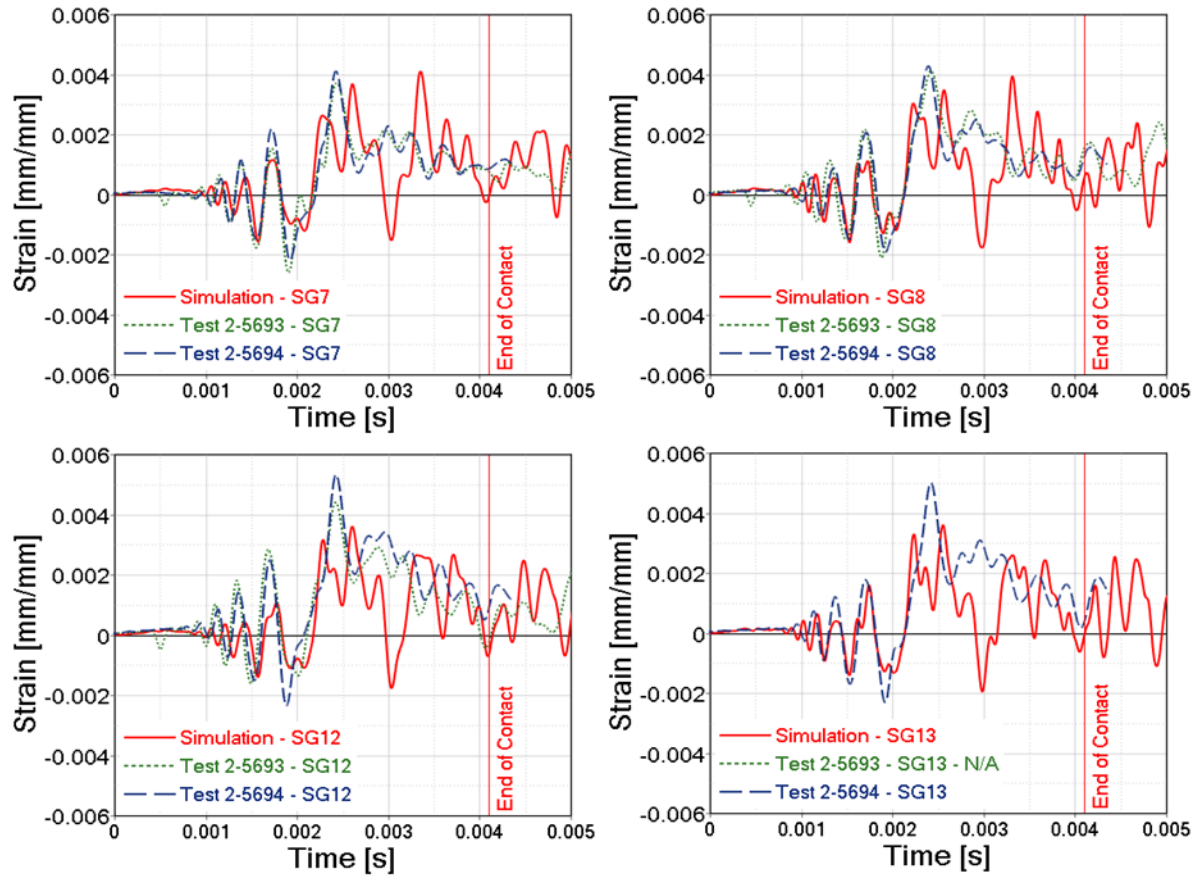 0.006
0.004
0.002
0
-0.002
-0.004
-0.006
Strain [mm/mm]
Simulation - SG7
Test 2-5693 - SG7
Test 2-5694 - SG7
End of Contact
0 0.001 0.002 0.003 0.004 0.005
Time [s]
0.006
0.004
0.002
0
-0.002
-0.004
-0.006
Strain [mm/mm]
Simulation - SG8
Test 2-5693 - SG8
Test 2-5694 - SG8
End of Contact
0 0.001 0.002 0.003 0.004 0.005
Time [s]
0.006
0.004
0.002
0
-0.002
-0.004
-0.006
Strain [mm/mm]
Simulation - SG12
Test 2-5693 - SG12
Test 2-5694 - SG12
End of Contact
0 0.001 0.002 0.003 0.004 0.005
Time [s]
0.006
0.004
0.002
0
-0.002
-0.004
-0.006
Strain [mm/mm]
Simulation - SG13
Test 2-5693 - SG13 - N/A
Test 2-5694 - SG13
End of Contact
0 0.001 0.002 0.003 0.004 0.005
Time [s]